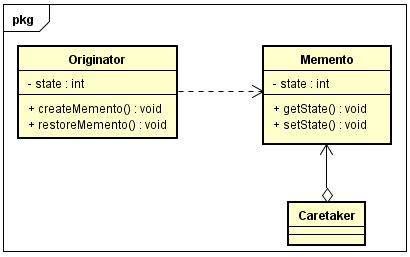 pkg
Originator
- state : int
+ createMemento() : void
+ restoreMemento() : void
Memento
- state : int
+ getState() : void
+ setState() : void
Caretaker